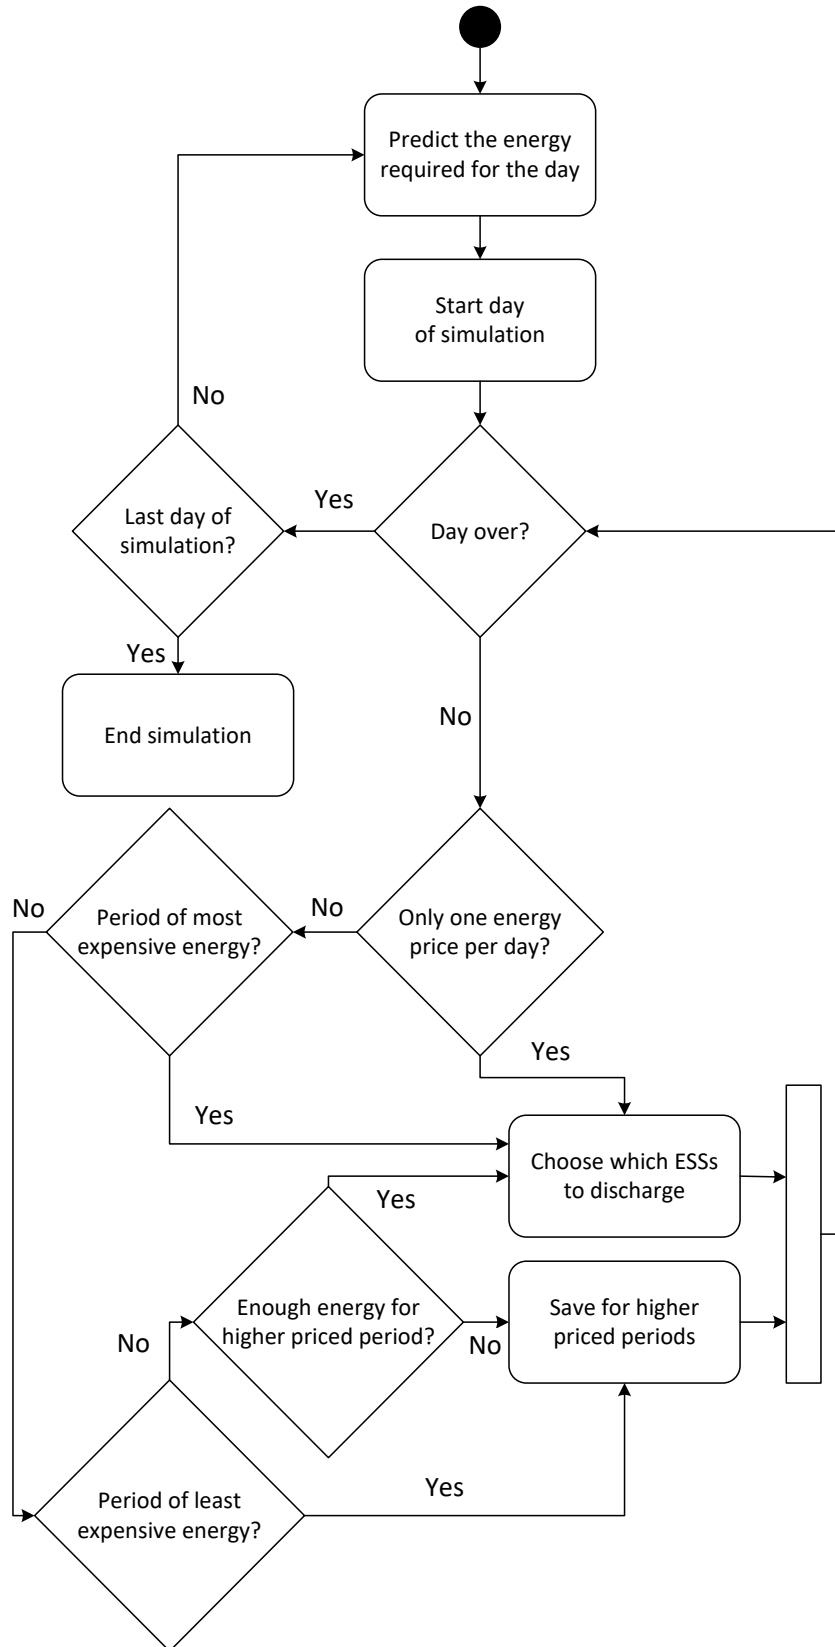 Predict the energy
required for the day
Start day
of simulation
No
Last day of
simulation?
Yes
Day over?
Yes
End simulation
No
No
Period of most
expensive energy?
No
Only one energy
price per day?
Yes
Yes
Choose which ESSs
to discharge
Yes
Enough energy for
higher priced period?
No
Save for higher
priced periods
No
Period of least
expensive energy?
Yes